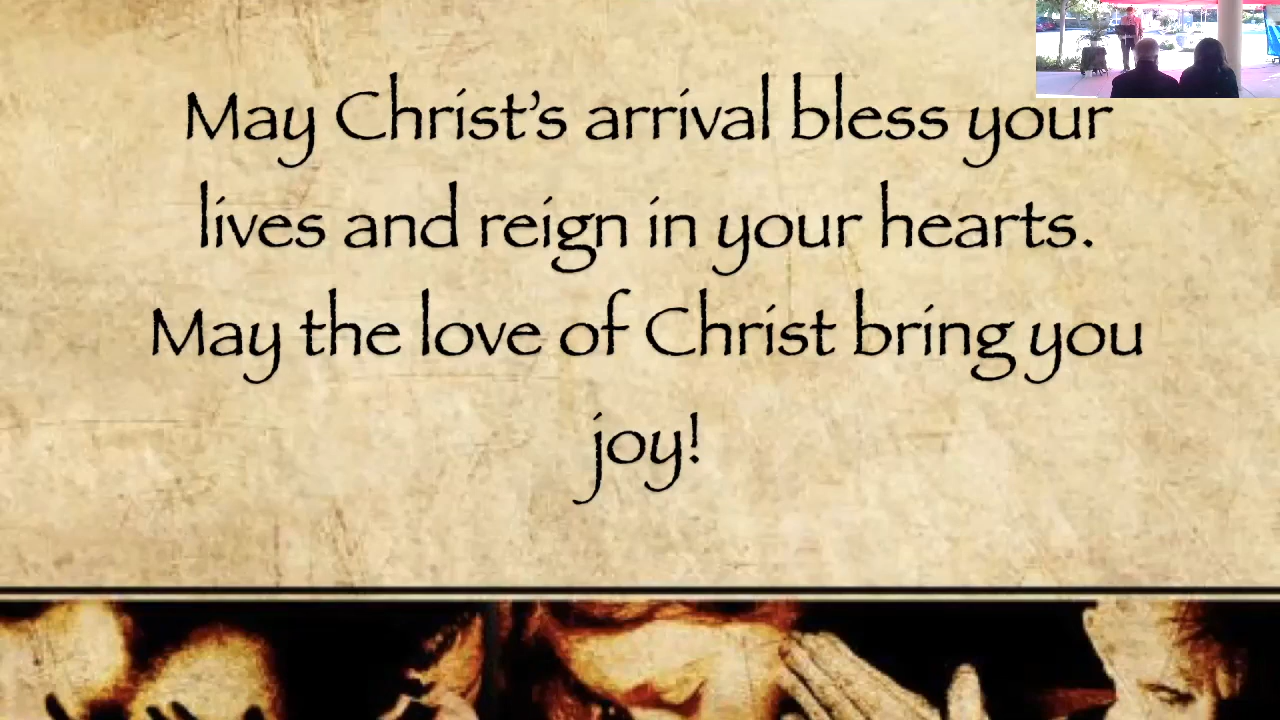 May Christ's arrival bless your
lives and reign in your hearts.
May the love of Christ bring you
joy!